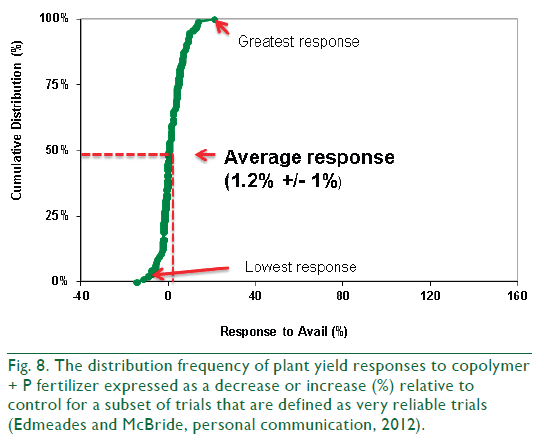 100%
75%
50%
25%
0%
Cumulative Distribution (%)
Greatest response
Average response
(1.2% +/- 1%)
Lowest response
-40
0
40
80
120
160
Response to Avail (%)
Fig. 8. The distribution frequency of plant yield responses to copolymer
+ P fertilizer expressed as a decrease or increase (%) relative to
control for a subset of trials that are defined as very reliable trials
(Edmeades and McBride, personal communication, 2012).